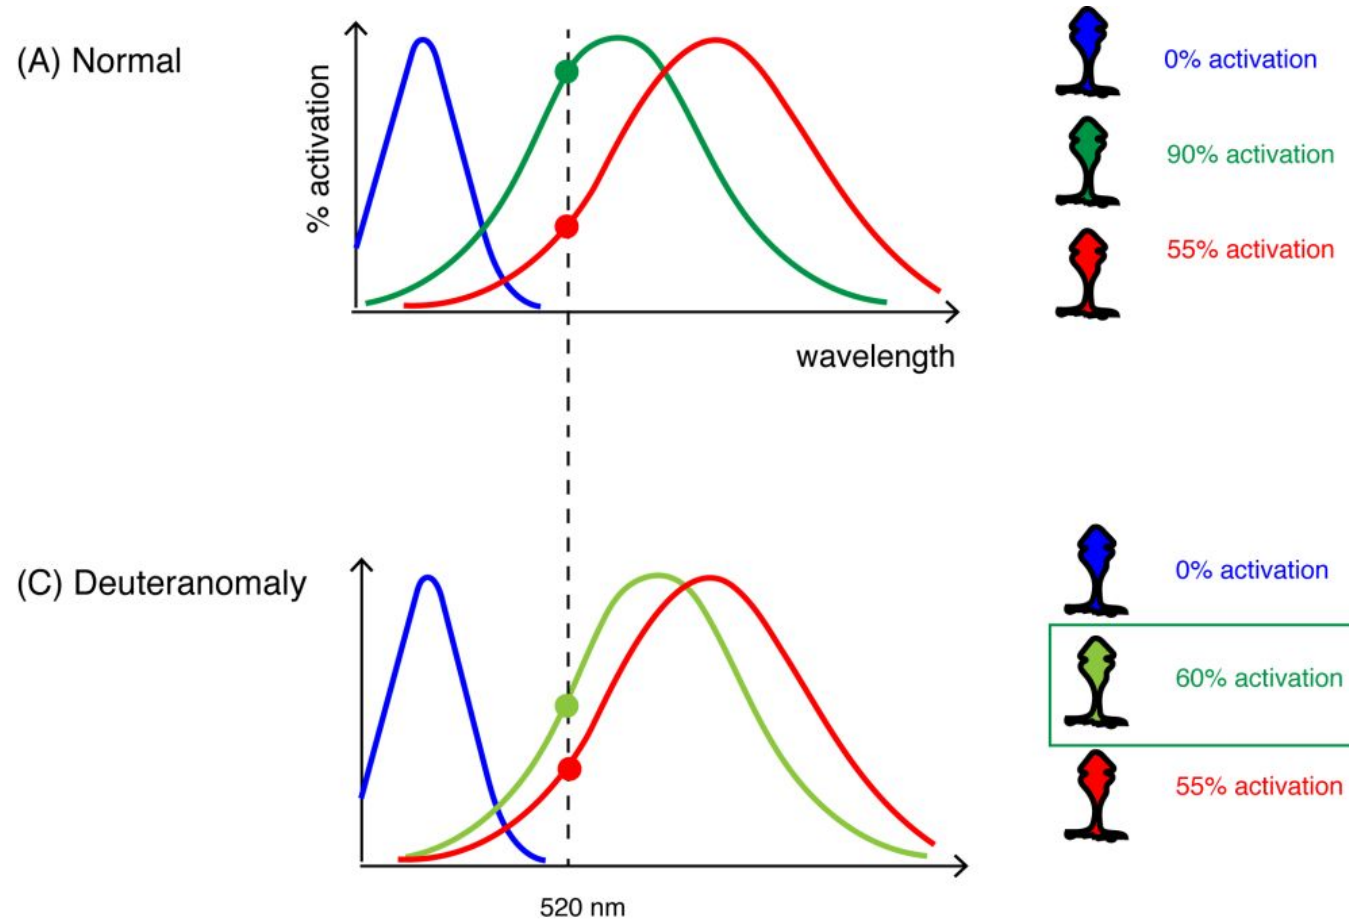 (A) Normal
% activation
wavelength
0% activation
90% activation
55% activation
(C) Deuteranomaly
520 nm
0% activation
60% activation
55% activation